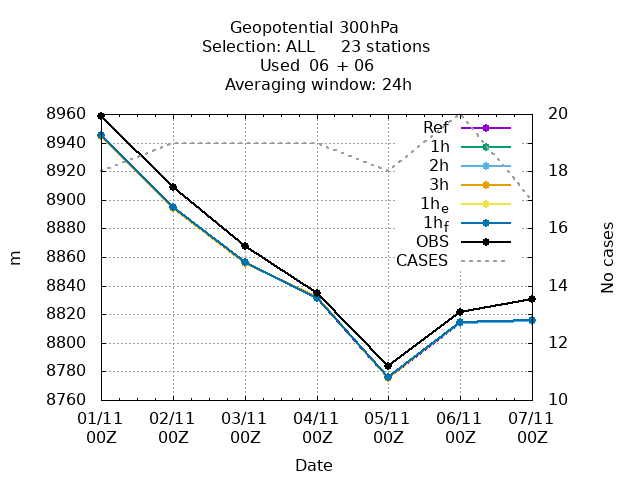 Geopotential 300hPa
Selection: ALL     23 stations
Used  06 + 06
Averaging window: 24h
8960
8940
8920
8900
8880
8860
8840
8820
8800
8780
8760
m
20
18
16
14
12
10
No cases
Ref
1h
2h
3h
1he
1hf
OBS
CASES
01/11 02/11 03/11 04/11 05/11 06/11 07/11
00Z 00Z 00Z 00Z 00Z 00Z 00Z
Date